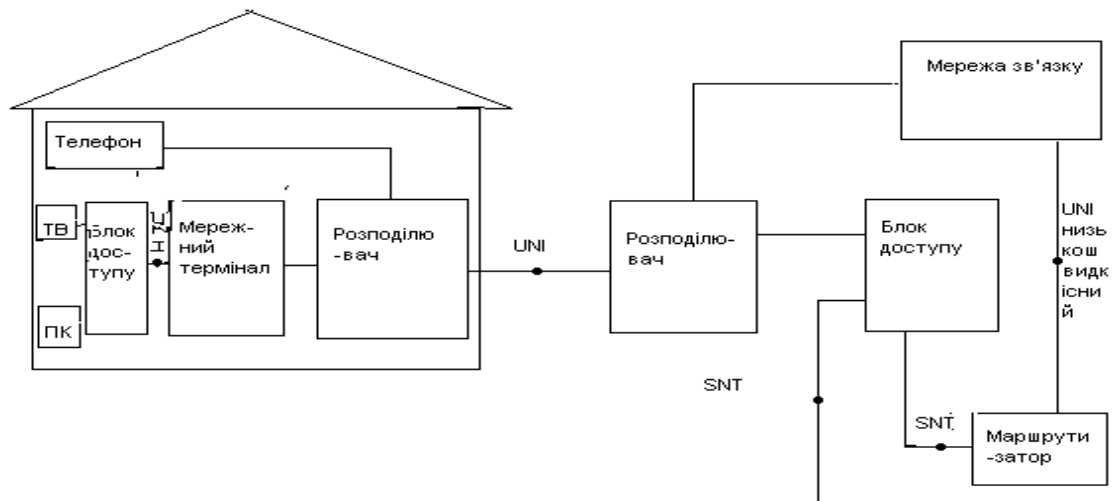 Мережа зв'язку
Телефон
ТВ
Блок
дос-
тупу
Мереж-
ний
термінал
Розподілю
-вач
UNI
Розподілю-
вач
Блок
доступу
UNI
низь
кош
видк
існи
й
ПК
SNT
SNT
Маршрути
-затор